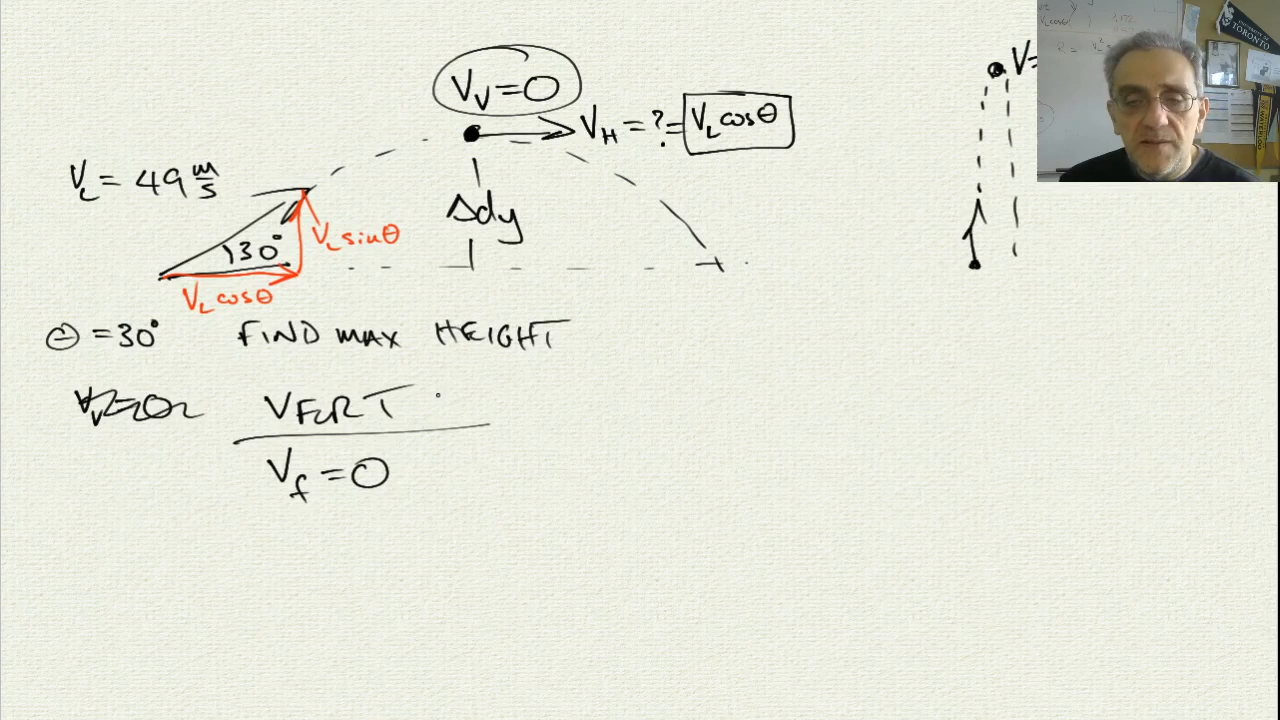 V_V=0
V_H=?=V_L cosθ
V_L=49 m/s
Δdy
30°
V_L sinθ
V_L cosθ
θ=30° FIND MAX HEIGHT
VERT
V_f=0
V=
TORONTO